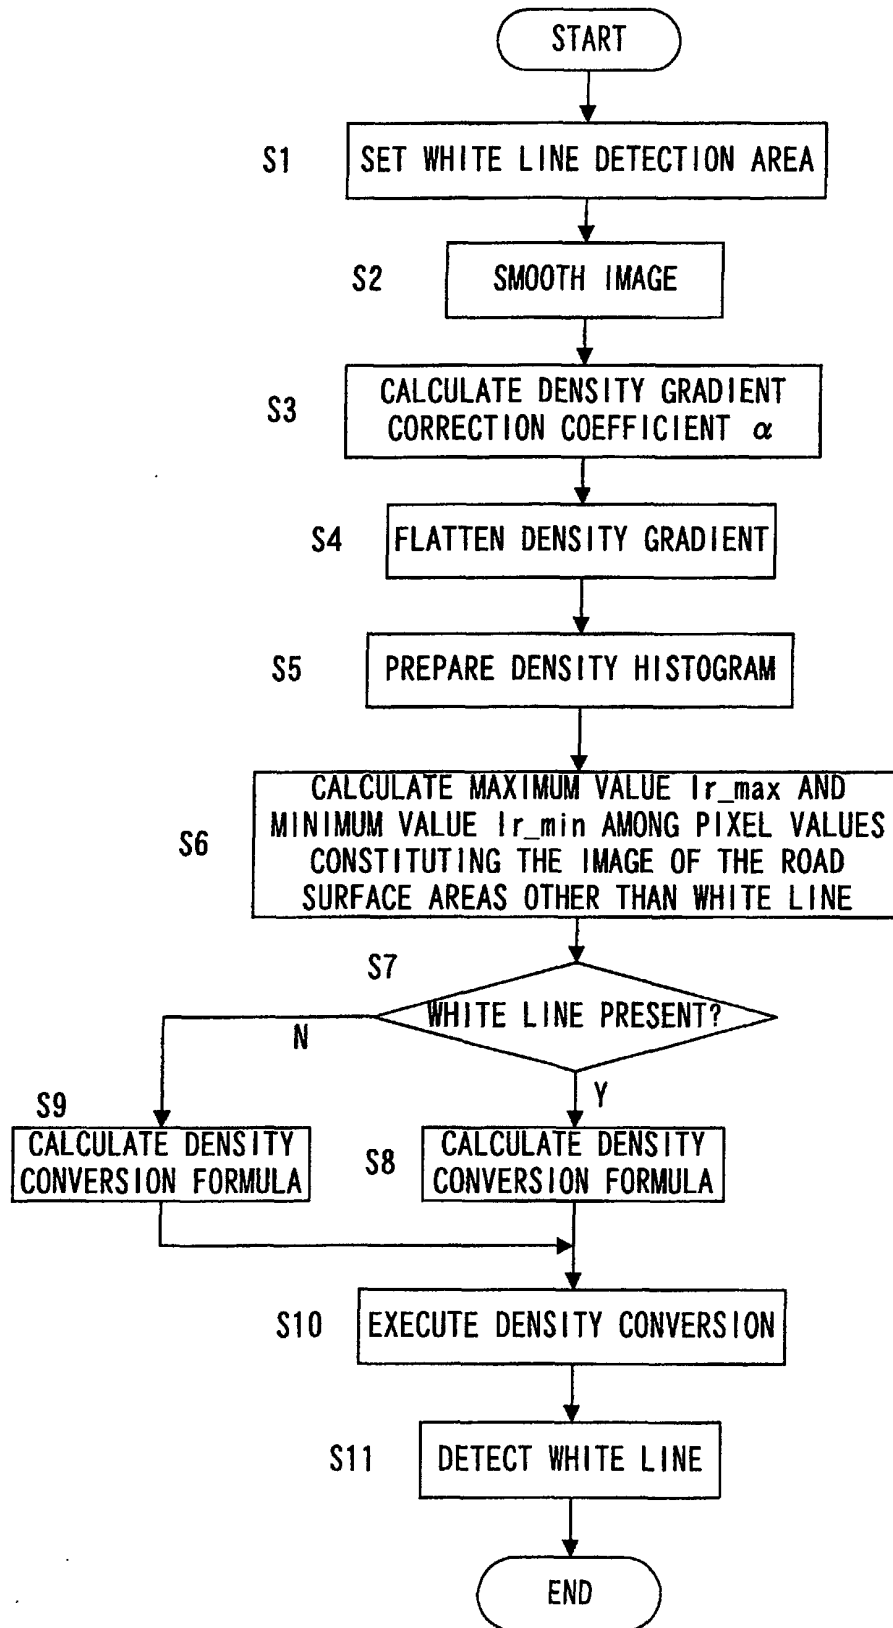 START
S1
SET WHITE LINE DETECTION AREA
S2
SMOOTH IMAGE
S3
CALCULATE DENSITY GRADIENT
CORRECTION COEFFICIENT α
S4
FLATTEN DENSITY GRADIENT
S5
PREPARE DENSITY HISTOGRAM
S6
CALCULATE MAXIMUM VALUE Ir_max AND
MINIMUM VALUE Ir_min AMONG PIXEL VALUES
CONSTITUTING THE IMAGE OF THE ROAD
SURFACE AREAS OTHER THAN WHITE LINE
S7
WHITE LINE PRESENT?
N
Y
S9
CALCULATE DENSITY
CONVERSION FORMULA
S8
CALCULATE DENSITY
CONVERSION FORMULA
S10
EXECUTE DENSITY CONVERSION
S11
DETECT WHITE LINE
END